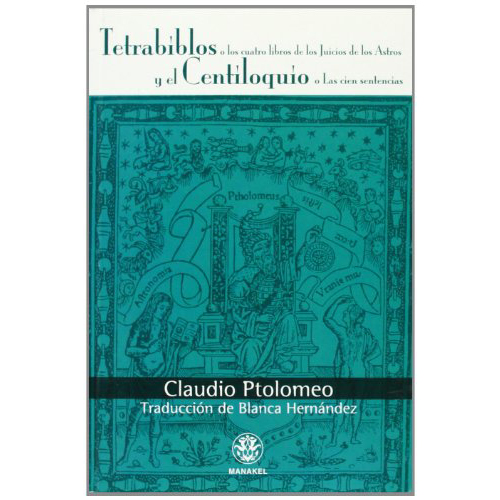 Tetrabiblos o los cuatro libros de los Juicios de los Astros
y el Centiloquio o Las cien sentencias
Ptholomeus
Astronomia
Claudio Ptolomeo
Traducción de Blanca Hernández
MANAKEL